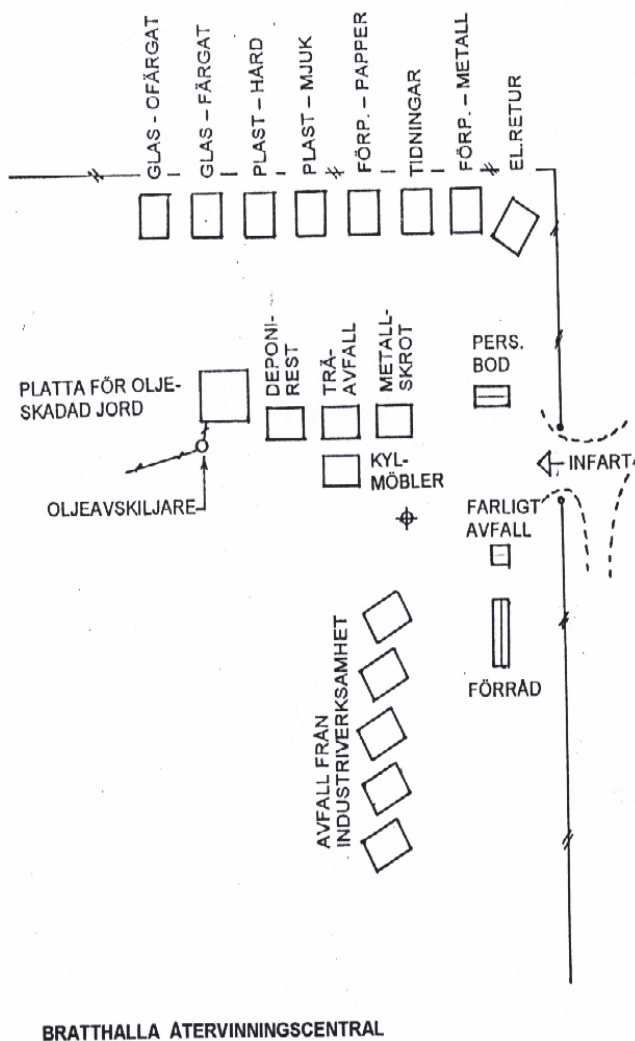 GLAS - OFÄRGAT
GLAS – FÄRGAT
PLAST – HÅRD
PLAST – MJUK
FÖRP. – PAPPER
TIDNINGAR
FÖRP. – METALL
EL.RETUR
PLATTA FÖR OLJE-
SKADAD JORD
OLJEAVSKILJARE
DEPONI-
REST
TRÄ-
AVFALL
METALL-
SKROT
KYL-
MÖBLER
PERS.
BOD
INFART
FARLIGT
AVFALL
FÖRRÅD
AVFALL FRÅN
INDUSTRIVERKSAMHET
BRATTHALLA ÅTERVINNINGSCENTRAL